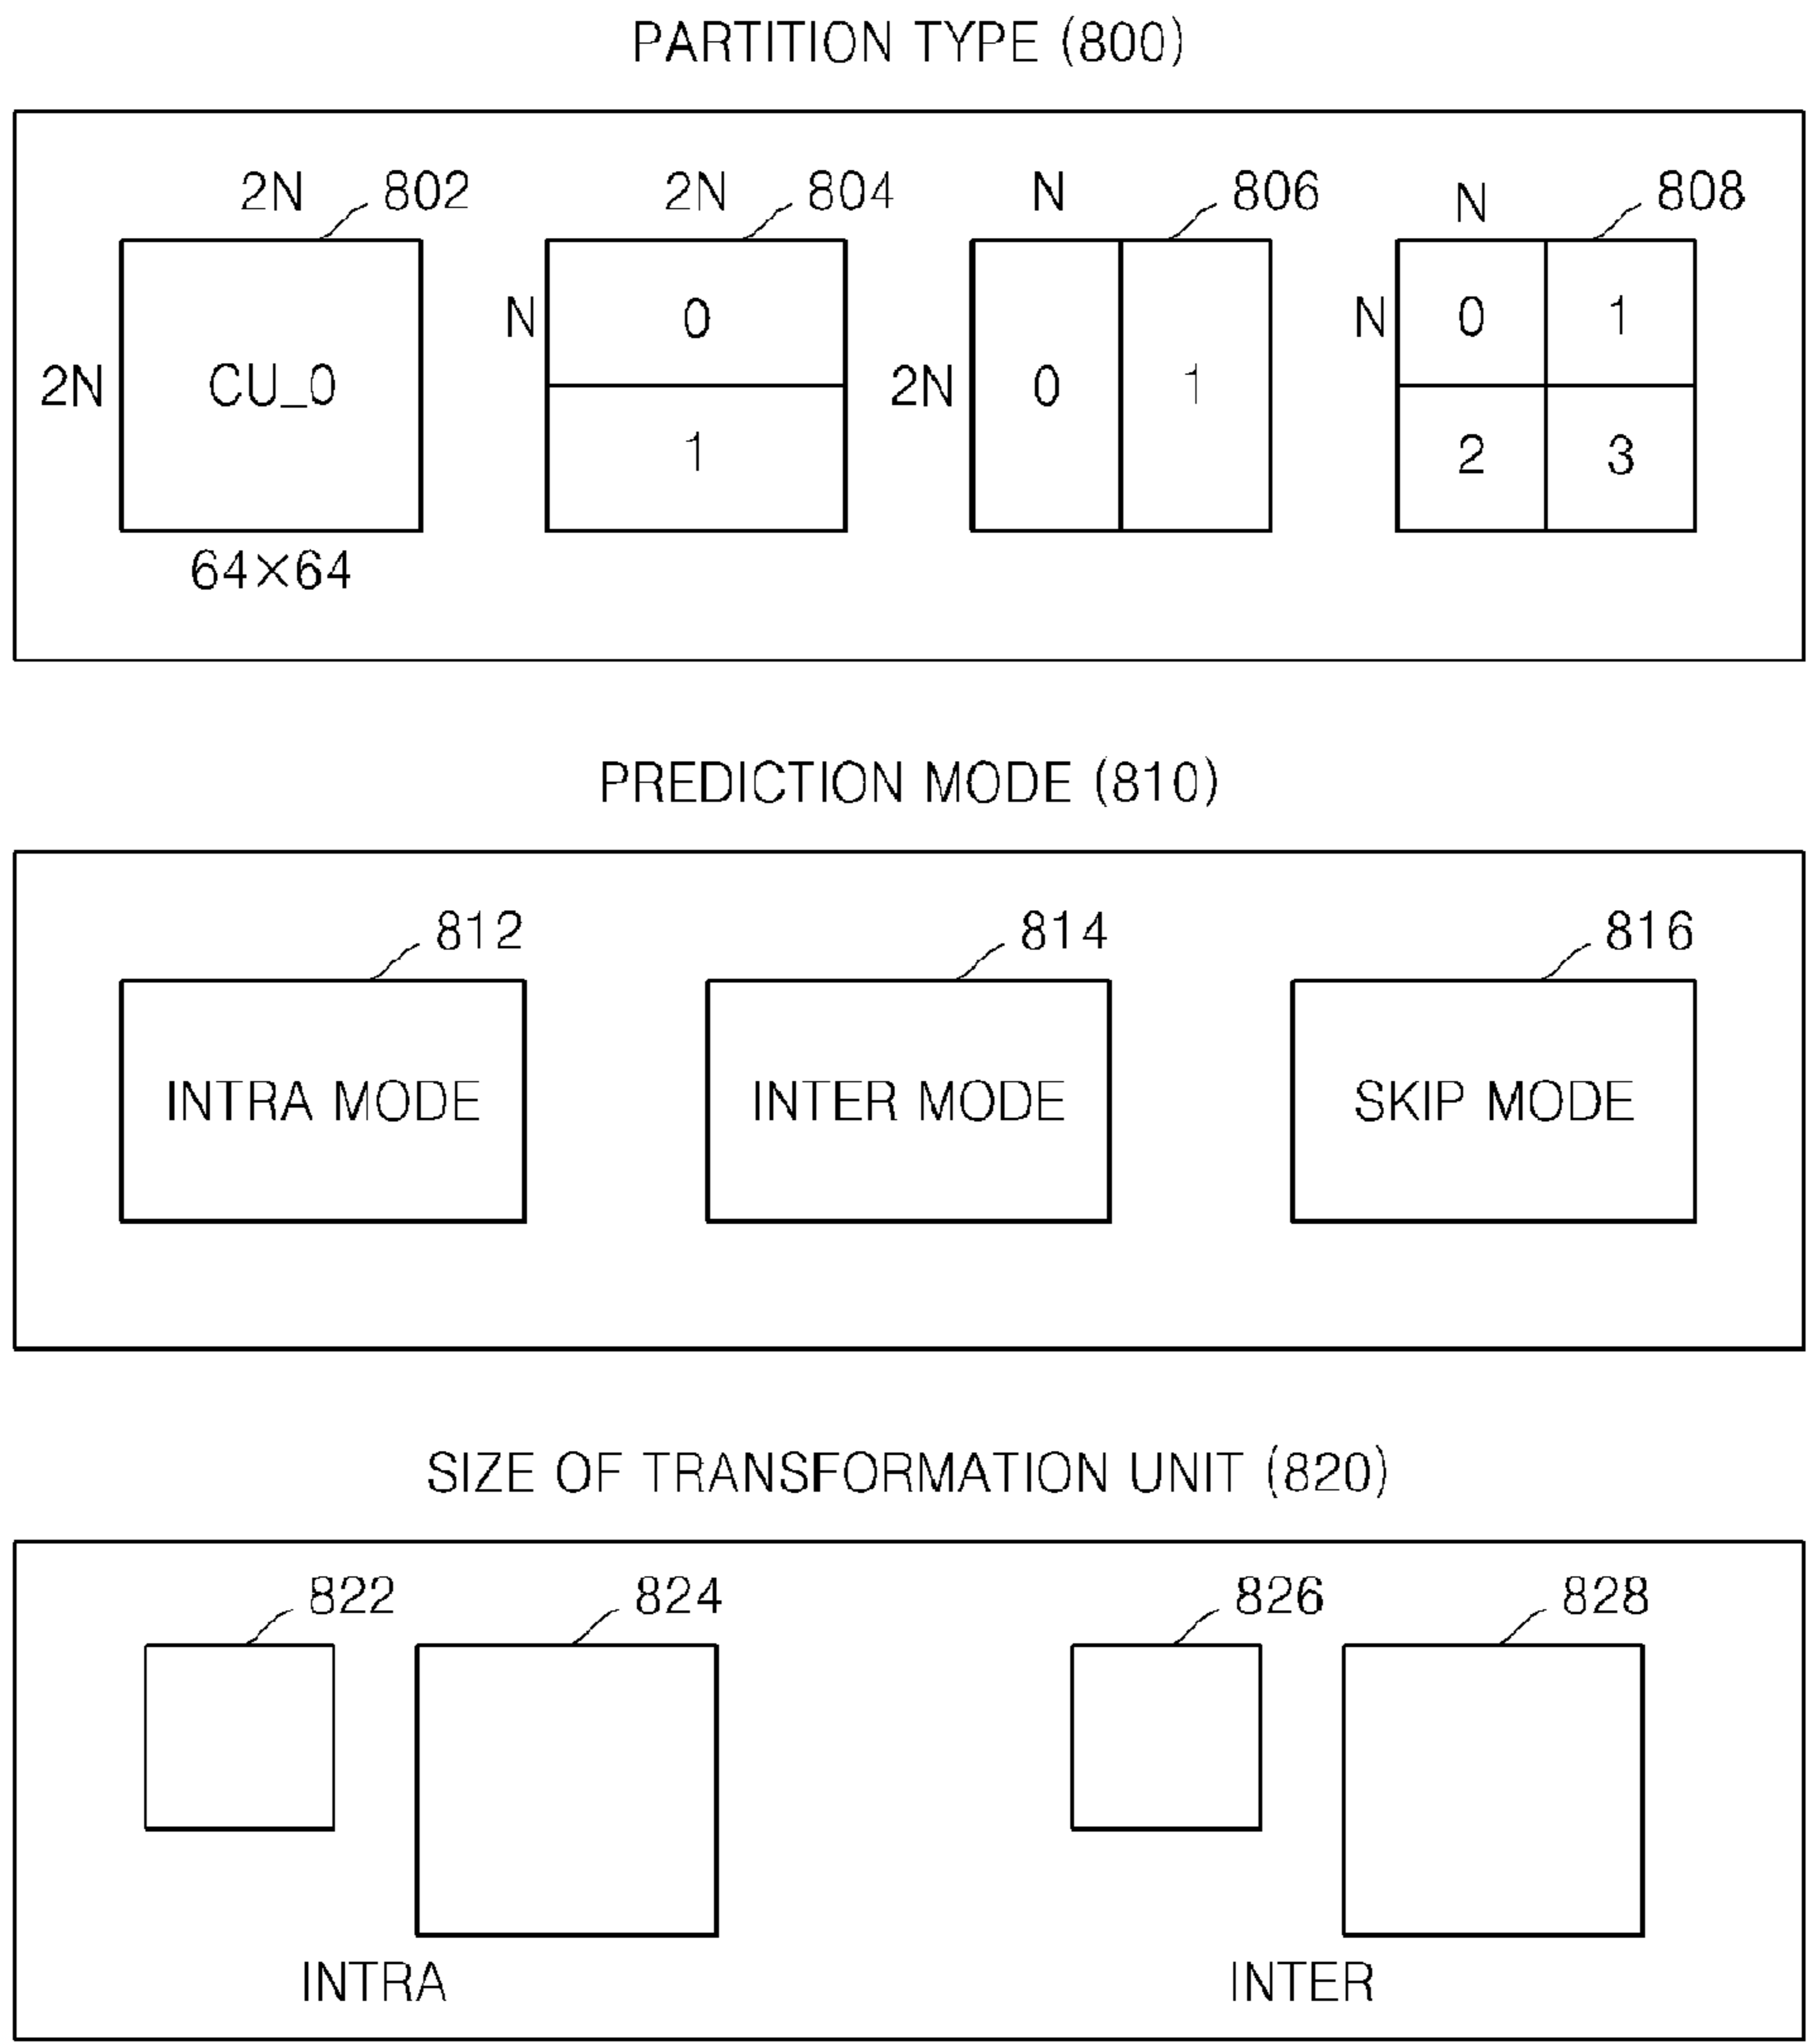 PARTITION TYPE (800)
2N 802 2N 804 N 806 N 808
N 0 N 0 1
2N CU_0 2N 0 1
1 2 3
64×64
PREDICTION MODE (810)
812 814 816
INTRA MODE INTER MODE SKIP MODE
SIZE OF TRANSFORMATION UNIT (820)
822 824 826 828
INTRA INTER